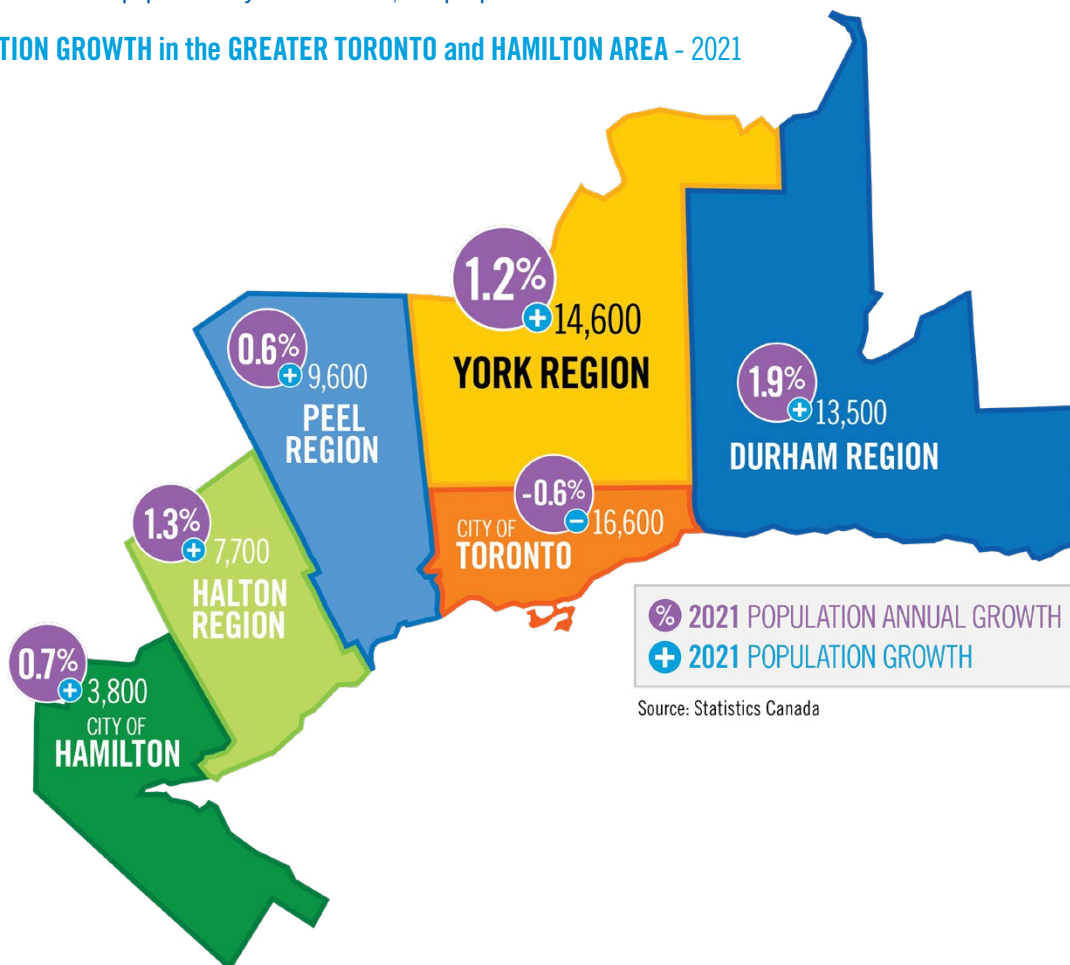 TION GROWTH in the GREATER TORONTO and HAMILTON AREA - 2021
1.2%
+ 14,600
YORK REGION
0.6%
+ 9,600
PEEL
REGION
1.9%
+ 13,500
DURHAM REGION
-0.6%
− 16,600
CITY OF
TORONTO
1.3%
+ 7,700
HALTON
REGION
0.7%
+ 3,800
CITY OF
HAMILTON
% 2021 POPULATION ANNUAL GROWTH
+ 2021 POPULATION GROWTH
Source: Statistics Canada